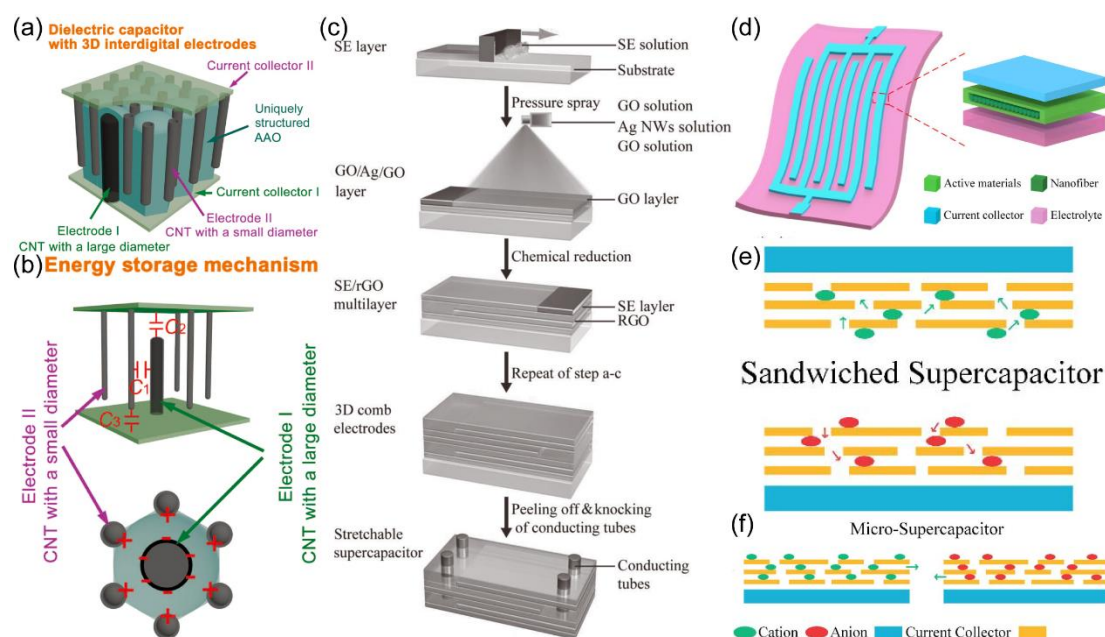 (a)
Dielectric capacitor
with 3D interdigital electrodes
Current collector II
Uniquely
structured
AAO
Current collector I
Electrode II
CNT with a small diameter
Electrode I
CNT with a large diameter
(b) Energy storage mechanism
C2
C1
C3
Electrode II
CNT with a small diameter
Electrode I
CNT with a large diameter
+ + + + + +
- - - - - -
(c)
SE layer
SE solution
Substrate
Pressure spray
GO solution
Ag NWs solution
GO solution
GO/Ag/GO
layer
GO layler
Chemical reduction
SE/rGO
multilayer
SE layler
RGO
Repeat of step a-c
3D comb
electrodes
Peeling off & knocking
of conducting tubes
Stretchable
supercapacitor
Conducting
tubes
(d)
Active materials
Nanofiber
Current collector
Electrolyte
(e)
Sandwiched Supercapacitor
(f)
Micro-Supercapacitor
Cation
Anion
Current Collector